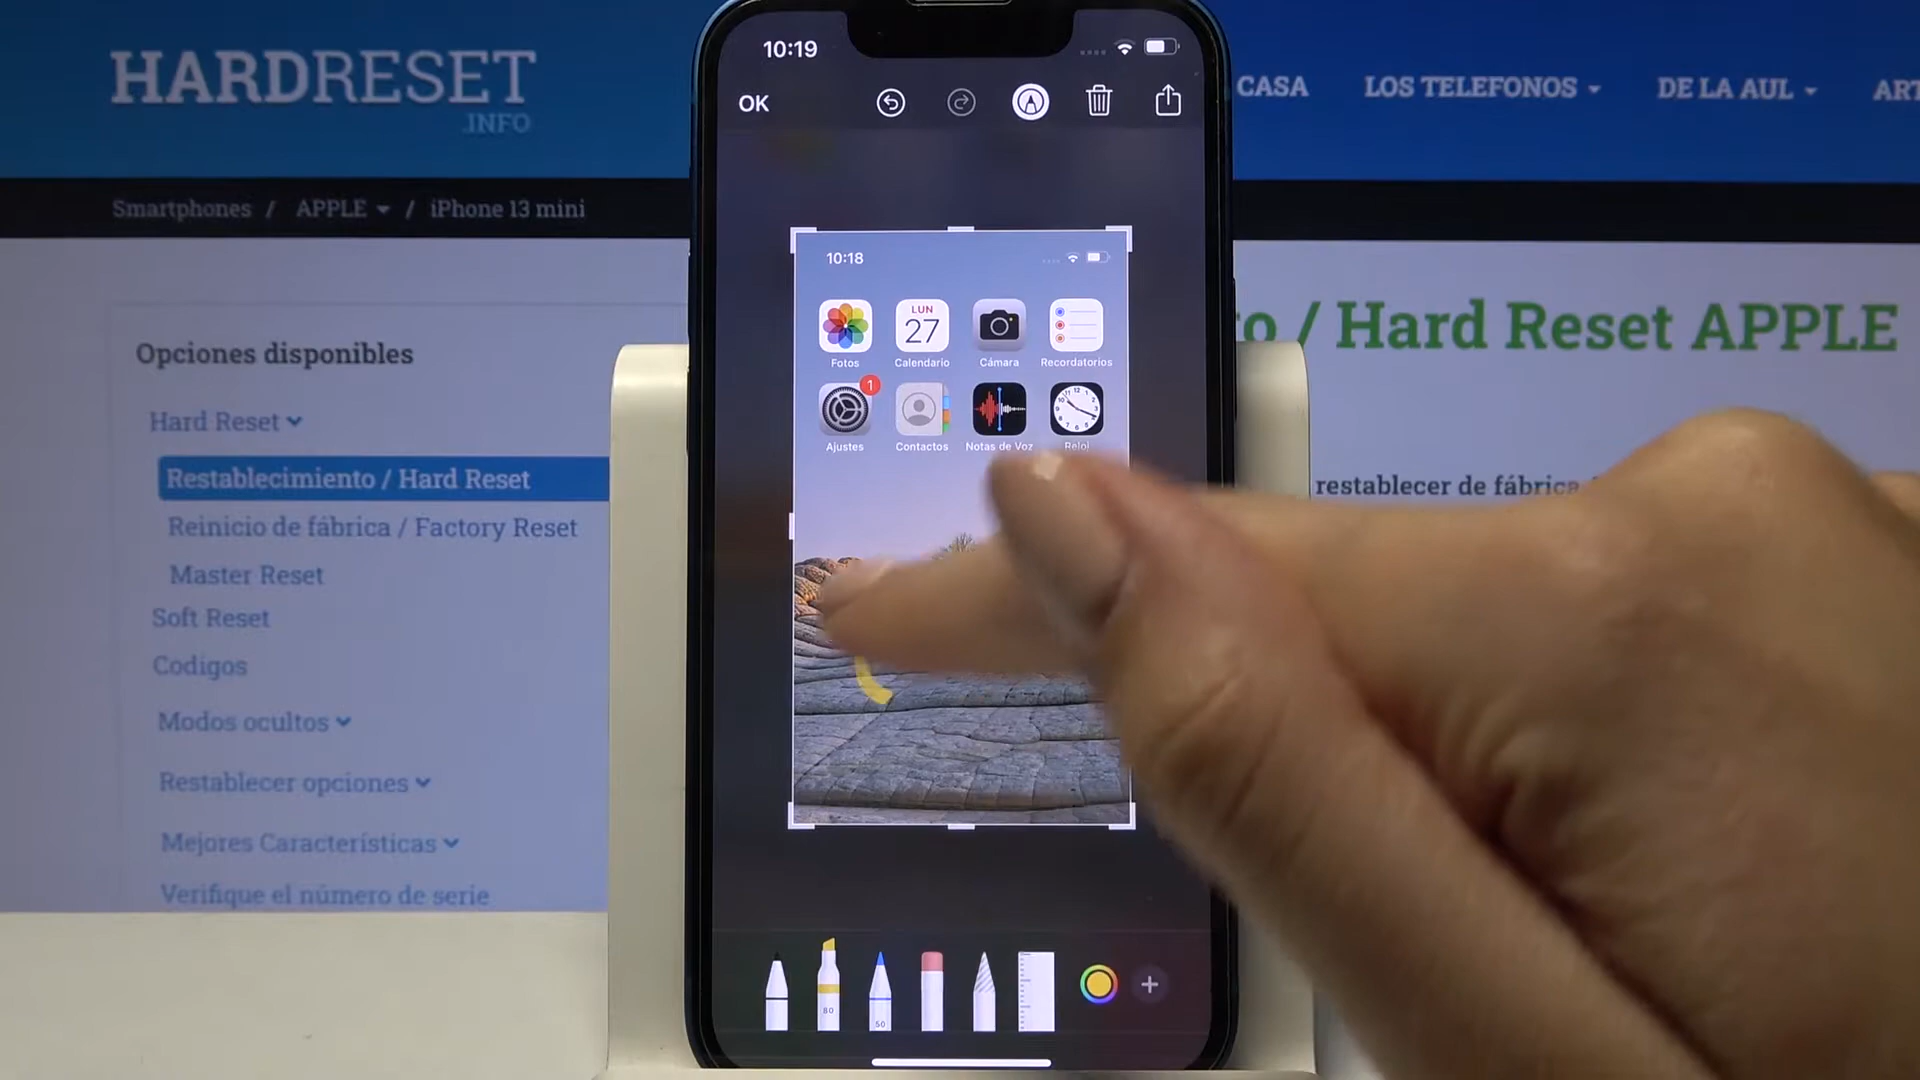 HARDRESET
.INFO
CASA
LOS TELEFONOS
DE LA AUL
Smartphones / APPLE / iPhone 13 mini
/ Hard Reset APPLE
restablecer de fábrica
Opciones disponibles
Hard Reset
Restablecimiento / Hard Reset
Reinicio de fábrica / Factory Reset
Master Reset
Soft Reset
Codigos
Modos ocultos
Restablecer opciones
Mejores Características
Verifique el número de serie
10:19
OK
10:18
LUN
27
Fotos
Calendario
Cámara
Recordatorios
1
Ajustes
Contactos
Notas de Voz
Reloj
80
50